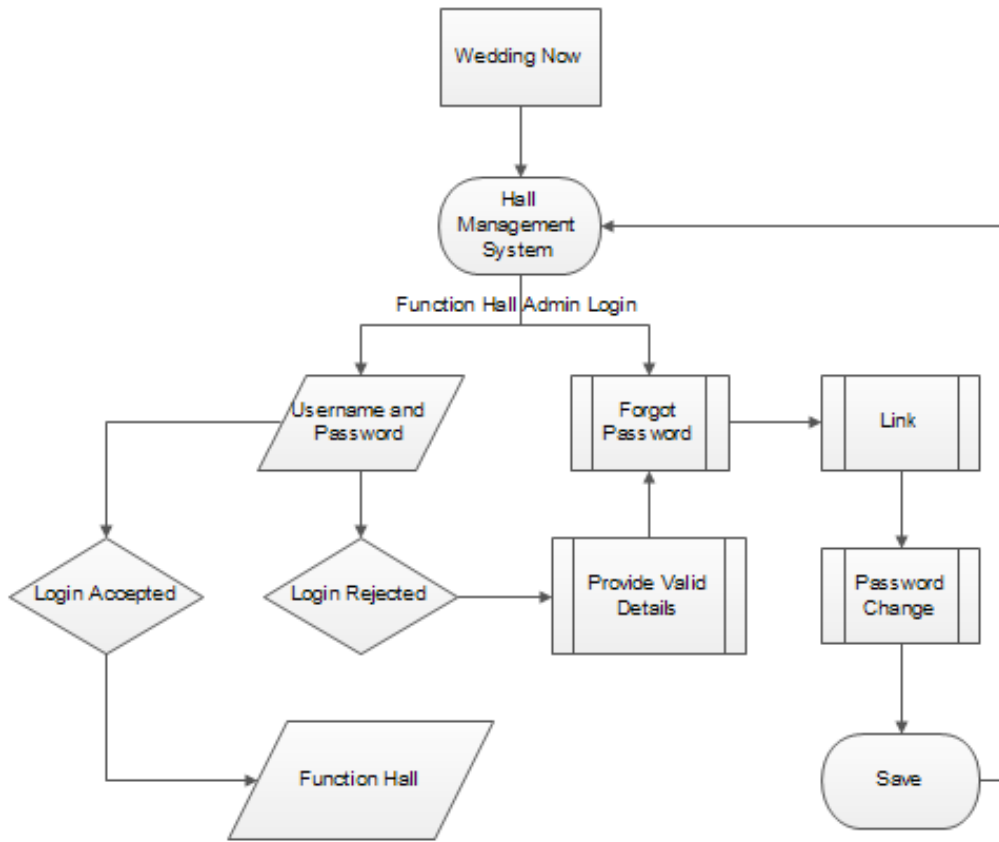 Wedding Now
Hall
Management
System
Function Hall Admin Login
Username and
Password
Forgot
Password
Link
Login Accepted
Login Rejected
Provide Valid
Details
Password
Change
Function Hall
Save